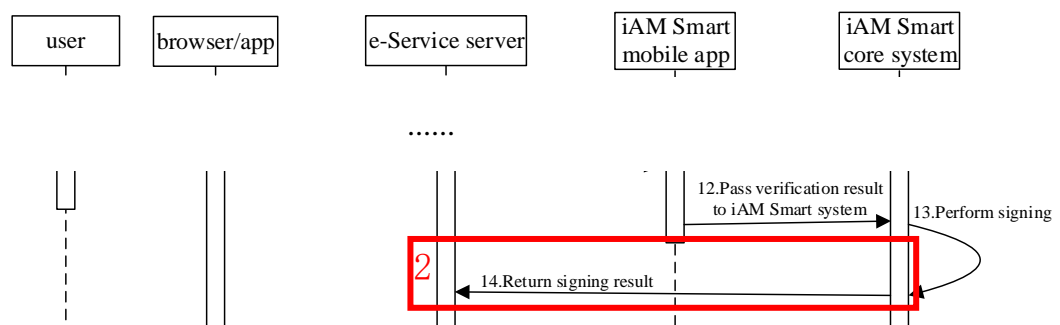 user
browser/app
e-Service server
iAM Smart
mobile app
iAM Smart
core system
......
12.Pass verification result
to iAM Smart system
13.Perform signing
2
14.Return signing result